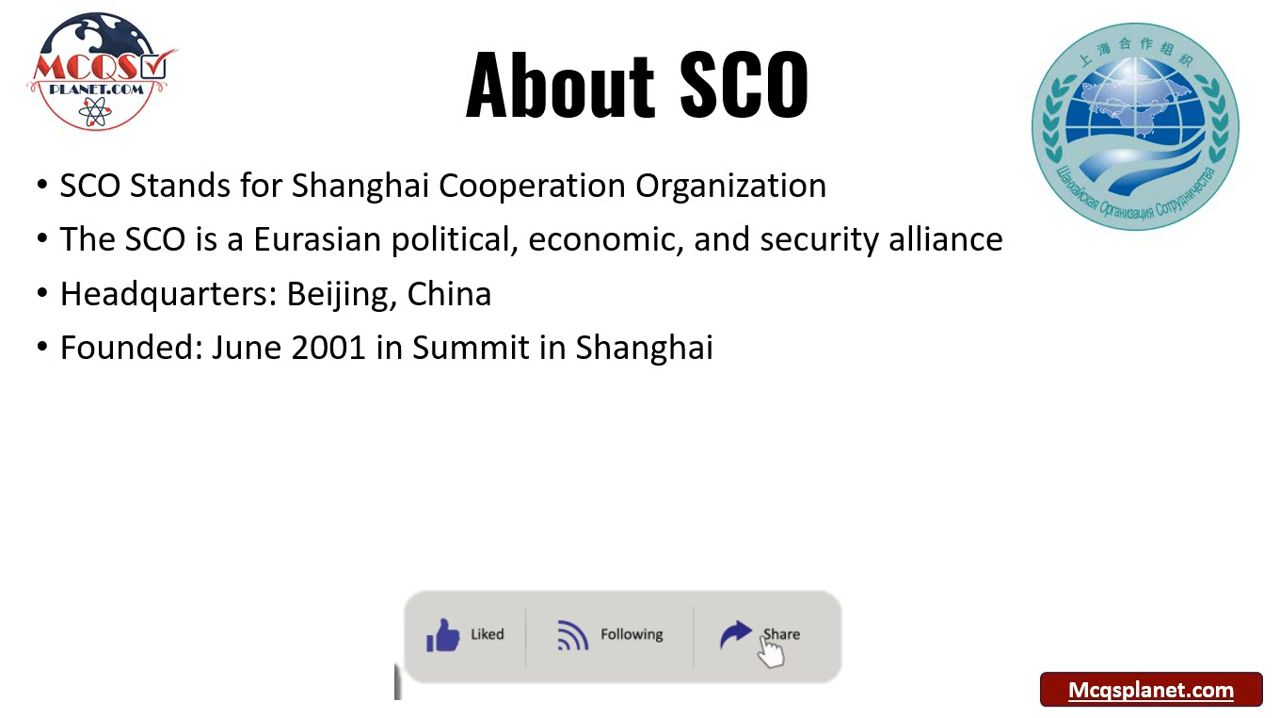 MCQS
PLANET.COM
About SCO
上海合作组织
Шанхайская Организация Сотрудничества
• SCO Stands for Shanghai Cooperation Organization
• The SCO is a Eurasian political, economic, and security alliance
• Headquarters: Beijing, China
• Founded: June 2001 in Summit in Shanghai
Liked
Following
Share
Mcqsplanet.com